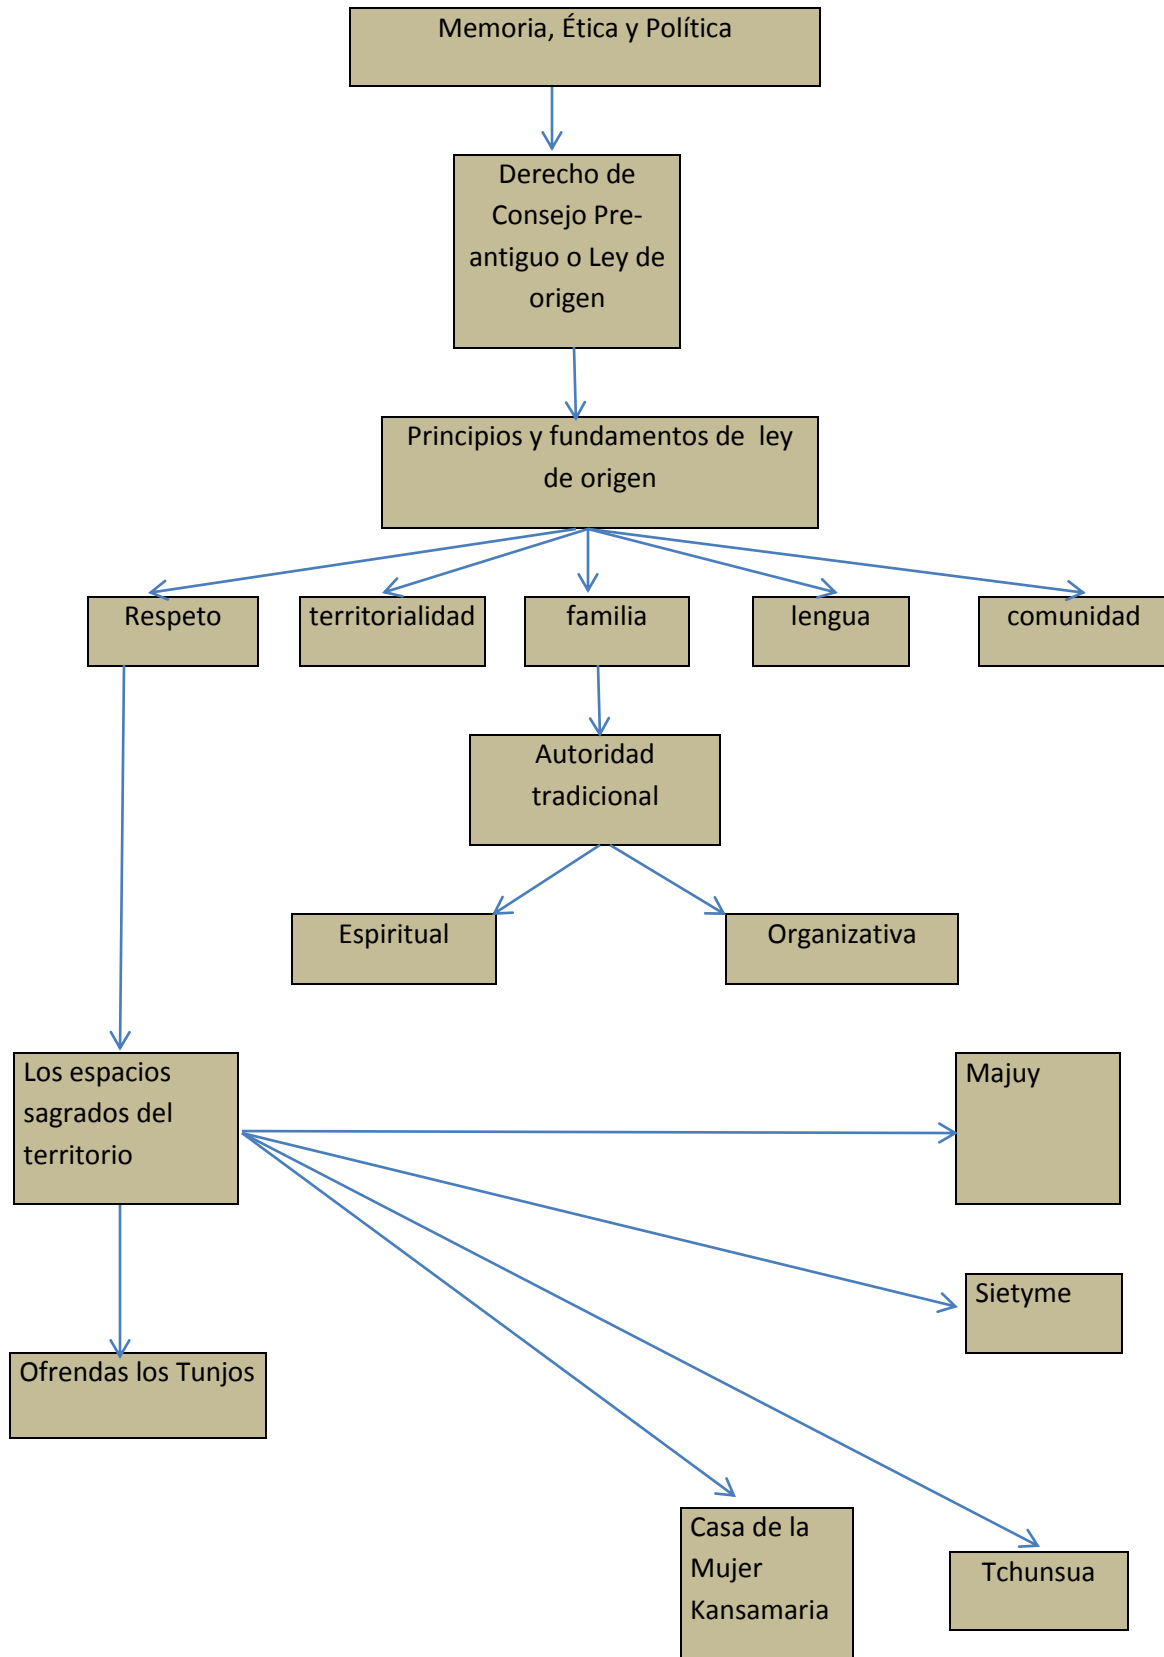 Memoria, Ética y Política
Derecho de
Consejo Pre-
antiguo o Ley de
origen
Principios y fundamentos de ley
de origen
Respeto
territorialidad
familia
lengua
comunidad
Autoridad
tradicional
Espiritual
Organizativa
Los espacios
sagrados del
territorio
Majuy
Sietyme
Ofrendas los Tunjos
Casa de la
Mujer
Kansamaria
Tchunsua